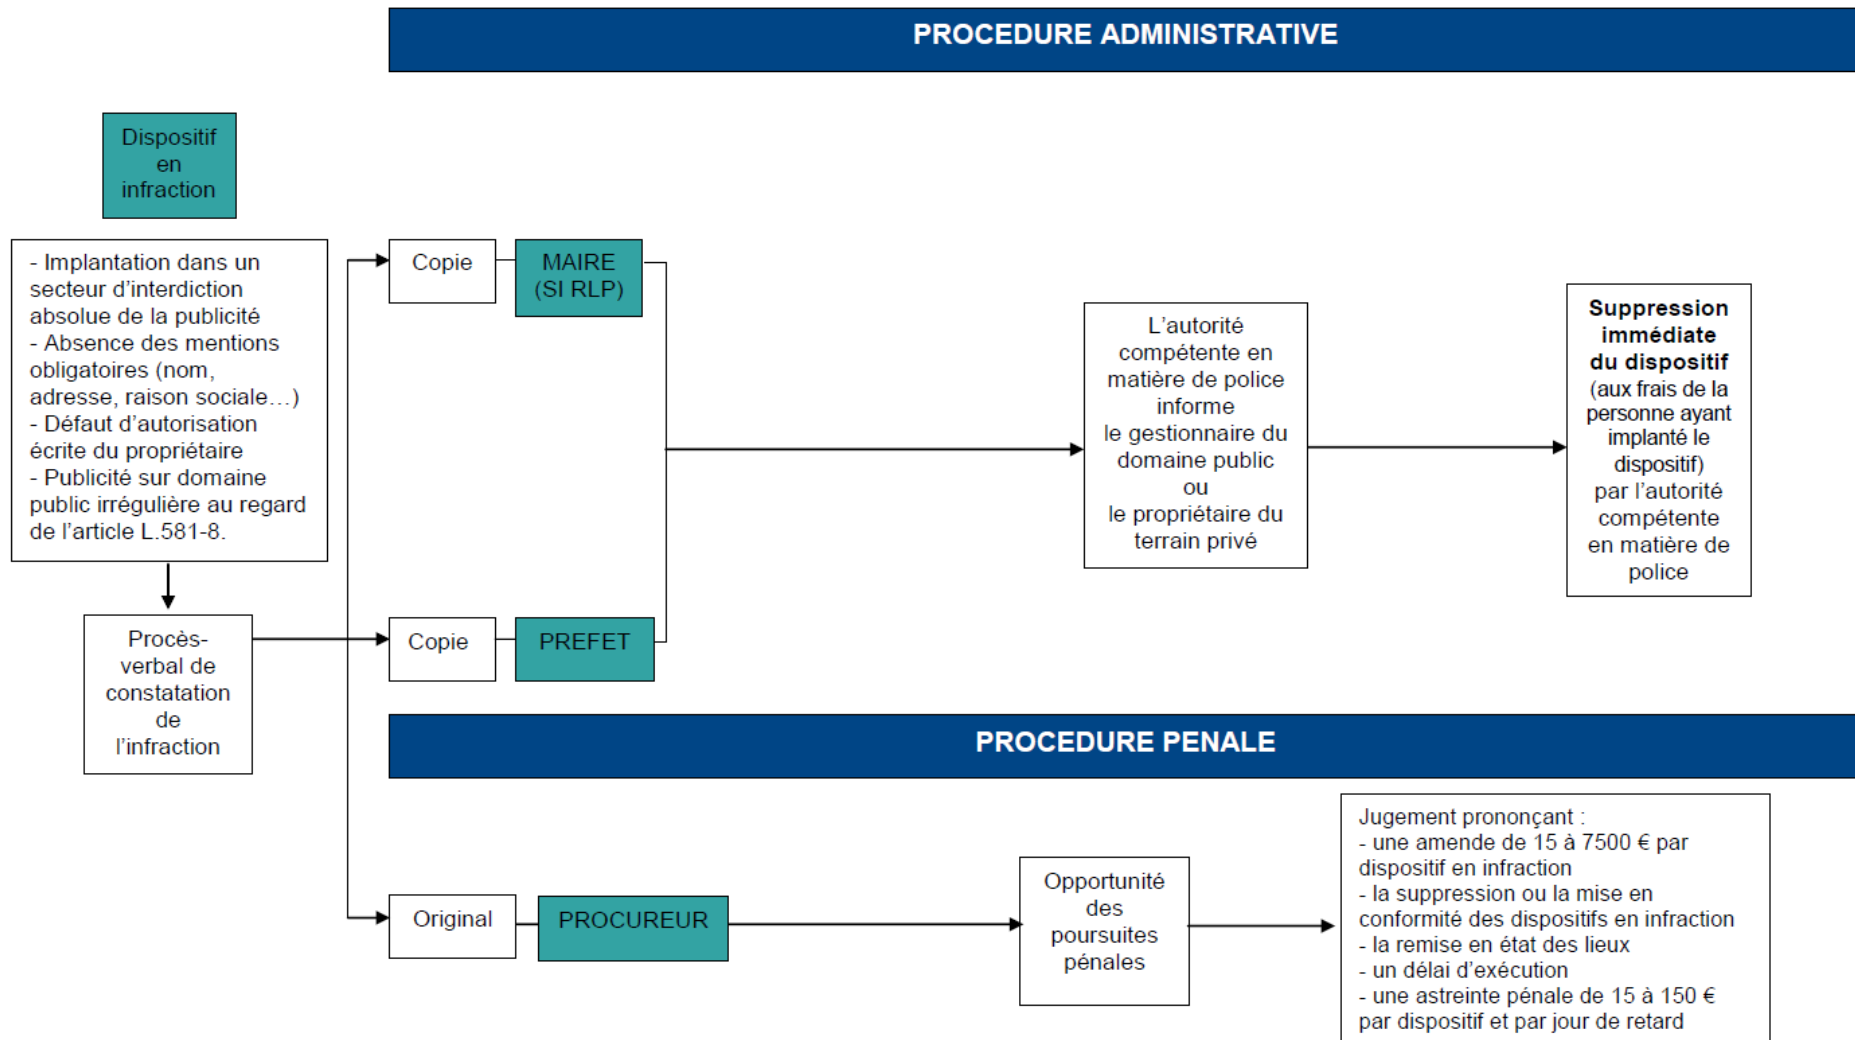 PROCEDURE ADMINISTRATIVE
Dispositif
en
infraction
- Implantation dans un
secteur d'interdiction
absolue de la publicité
- Absence des mentions
obligatoires (nom,
adresse, raison sociale…)
- Défaut d'autorisation
écrite du propriétaire
- Publicité sur domaine
public irrégulière au regard
de l'article L.581-8.
Procès-
verbal de
constatation
de
l'infraction
Copie
MAIRE
(SI RLP)
Copie
PREFET
L'autorité
compétente en
matière de police
informe
le gestionnaire du
domaine public
ou
le propriétaire du
terrain privé
Suppression
immédiate
du dispositif
(aux frais de la
personne ayant
implanté le
dispositif)
par l'autorité
compétente
en matière de
police
PROCEDURE PENALE
Original
PROCUREUR
Opportunité
des
poursuites
pénales
Jugement prononçant :
- une amende de 15 à 7500 € par
dispositif en infraction
- la suppression ou la mise en
conformité des dispositifs en infraction
- la remise en état des lieux
- un délai d'exécution
- une astreinte pénale de 15 à 150 €
par dispositif et par jour de retard